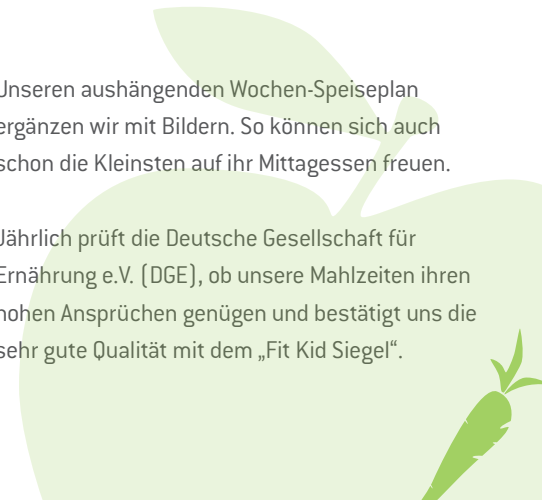 Unseren aushängenden Wochen-Speiseplan
ergänzen wir mit Bildern. So können sich auch
schon die Kleinsten auf ihr Mittagessen freuen.
Jährlich prüft die Deutsche Gesellschaft für
Ernährung e.V. (DGE), ob unsere Mahlzeiten ihren
hohen Ansprüchen genügen und bestätigt uns die
sehr gute Qualität mit dem „Fit Kid Siegel“.